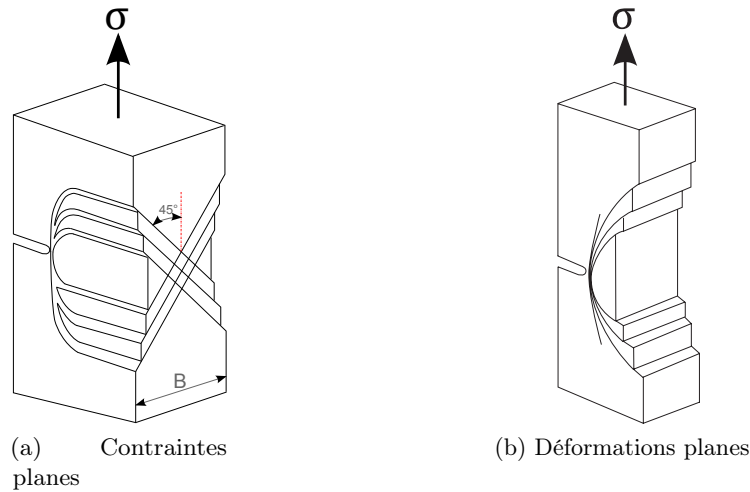 σ
σ
45°
B
(a) Contraintes
planes
(b) Déformations planes